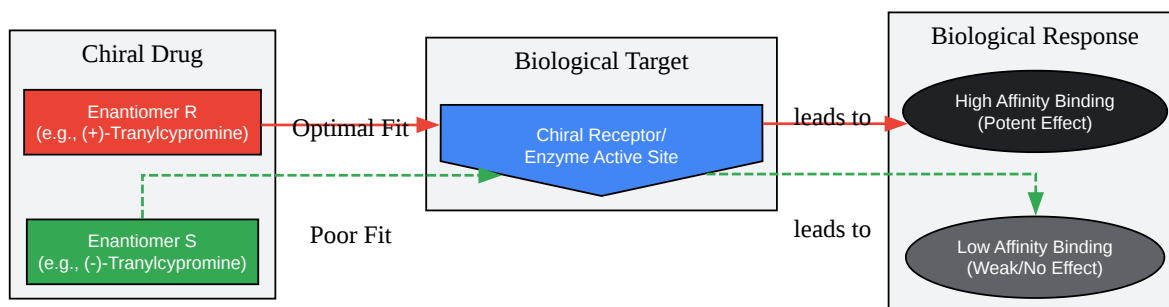 Chiral Drug
Enantiomer R
(e.g., (+)-Tranylcypromine)
Enantiomer S
(e.g., (-)-Tranylcypromine)
Optimal Fit
Poor Fit
Biological Target
Chiral Receptor/
Enzyme Active Site
leads to
leads to
Biological Response
High Affinity Binding
(Potent Effect)
Low Affinity Binding
(Weak/No Effect)